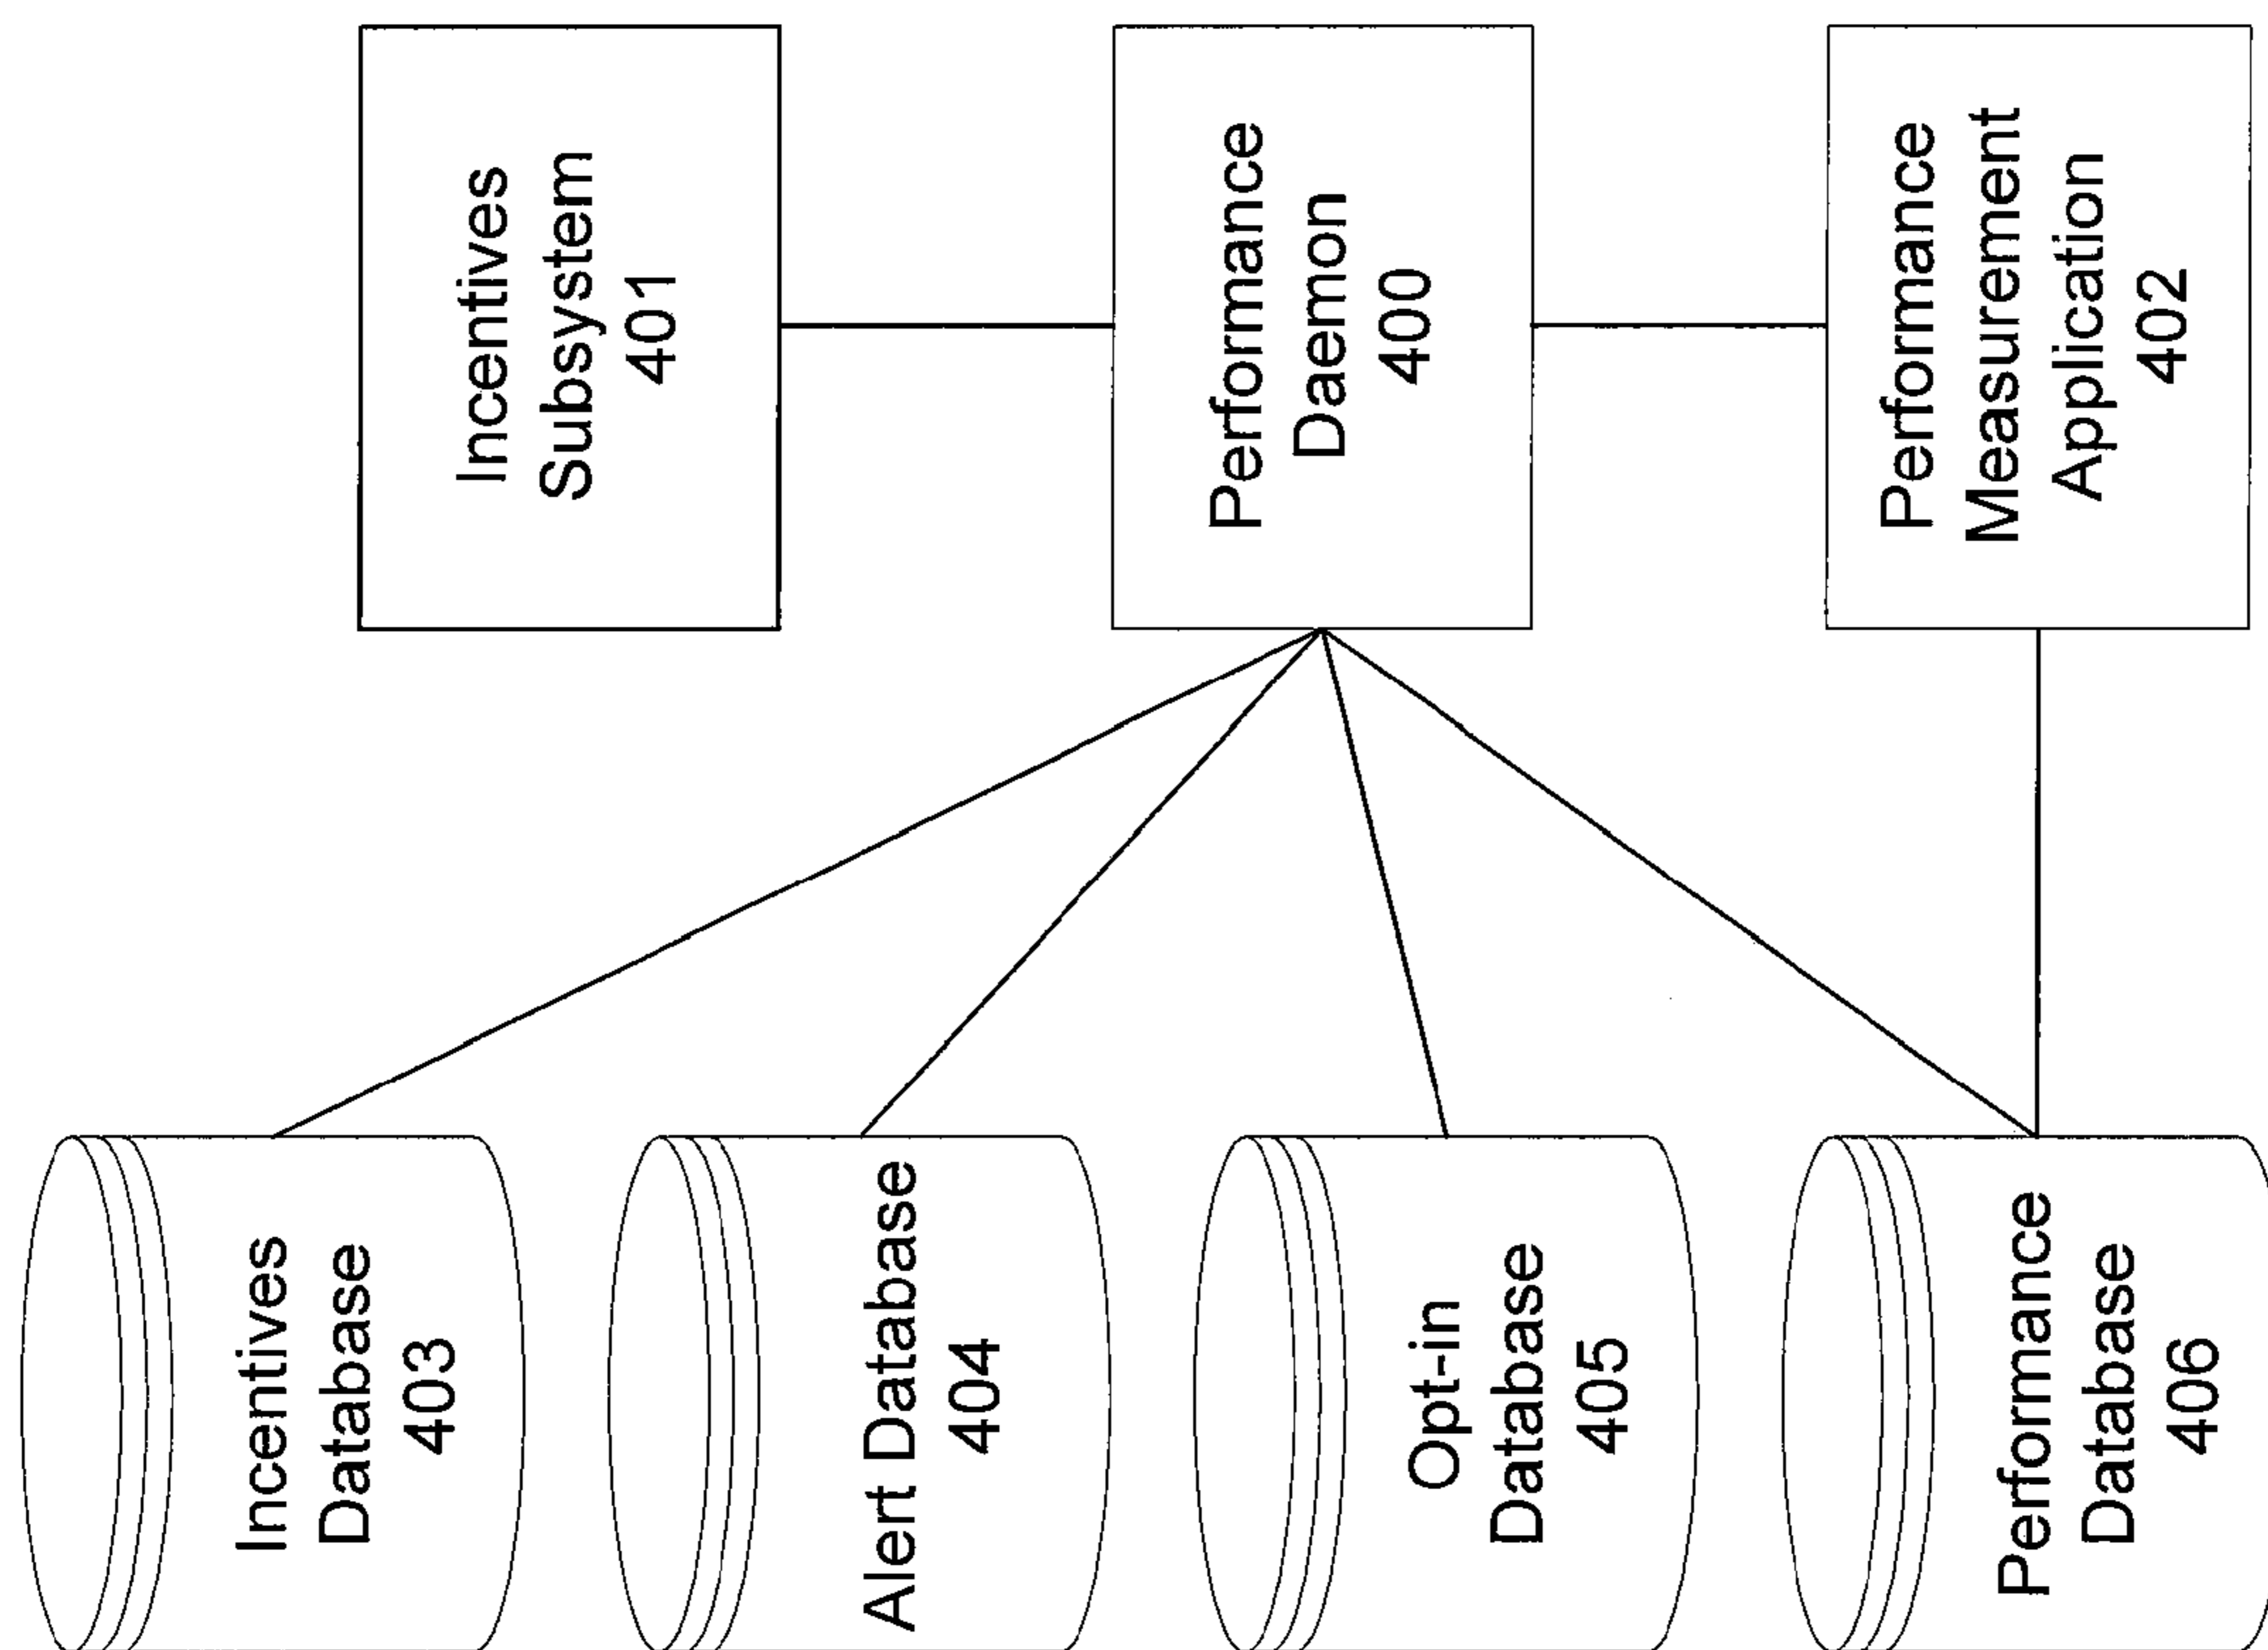 Incentives
Subsystem
401
Performance
Daemon
400
Performance
Measurement
Application
402
Incentives
Database
403
Alert Database
404
Opt-in
Database
405
Performance
Database
406